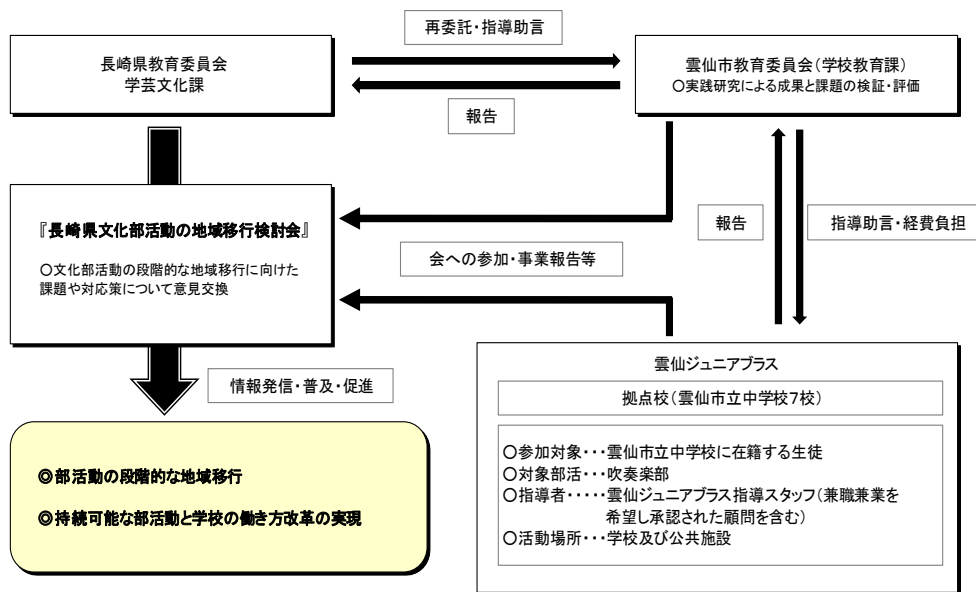 再委託・指導助言
長崎県教育委員会
学芸文化課
雲仙市教育委員会(学校教育課)
○実践研究による成果と課題の検証・評価
報告
『長崎県文化部活動の地域移行検討会』
○文化部活動の段階的な地域移行に向けた
課題や対応策について意見交換
報告
指導助言・経費負担
会への参加・事業報告等
情報発信・普及・促進
◎部活動の段階的な地域移行
◎持続可能な部活動と学校の働き方改革の実現
雲仙ジュニアブラス
拠点校(雲仙市立中学校7校)
○参加対象・・・雲仙市立中学校に在籍する生徒
○対象部活・・・吹奏楽部
○指導者・・・・・雲仙ジュニアブラス指導スタッフ(兼職兼業を
希望し承認された顧問を含む)
○活動場所・・・学校及び公共施設